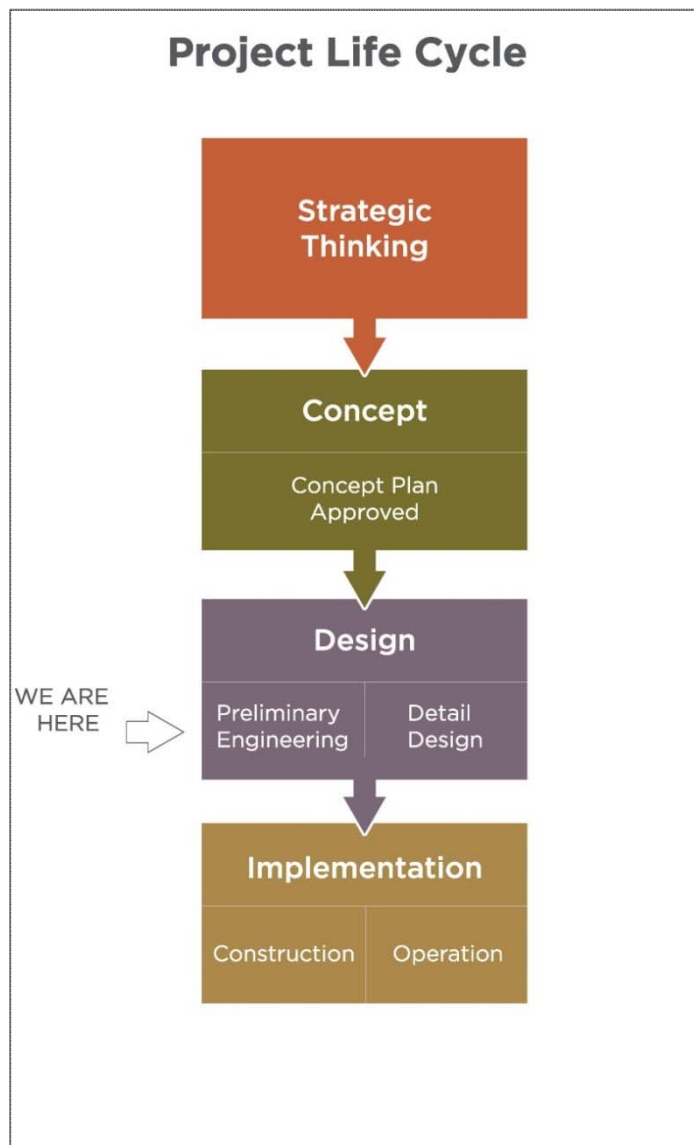 Project Life Cycle
Strategic
Thinking
Concept
Concept Plan
Approved
Design
WE ARE
HERE
Preliminary
Engineering
Detail
Design
Implementation
Construction
Operation